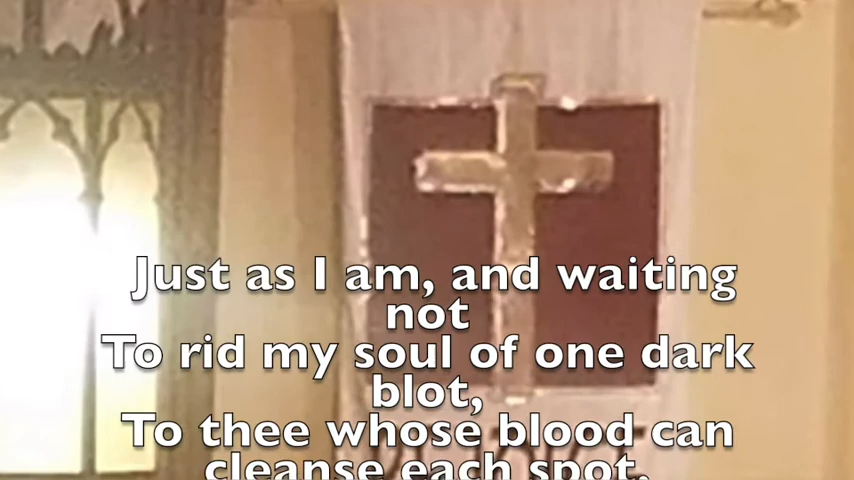 Just as I am, and waiting
not
To rid my soul of one dark
blot,
To thee whose blood can
cleanse each spot,